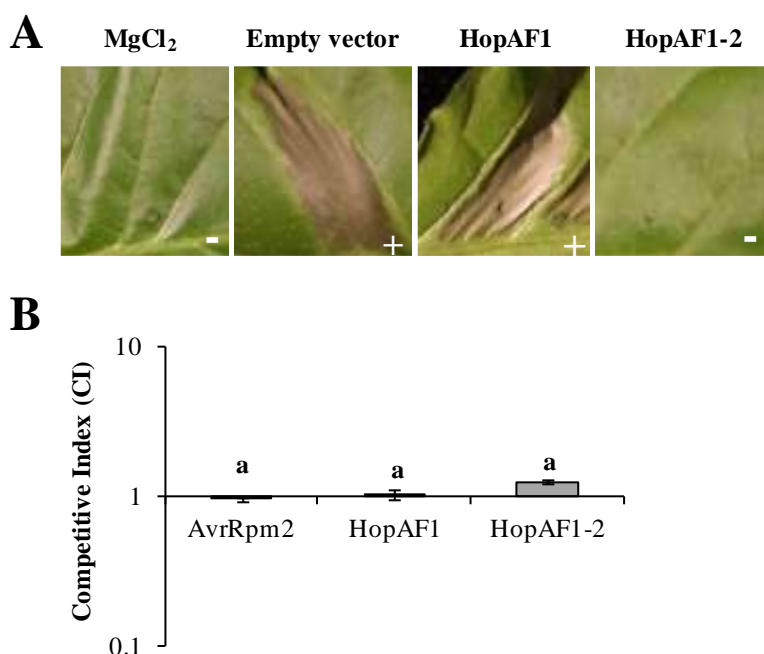 A
MgCl₂ Empty vector HopAF1 HopAF1-2
- + + -
B
Competitive Index (CI)
10
a a a
1
AvrRpm2 HopAF1 HopAF1-2
0.1